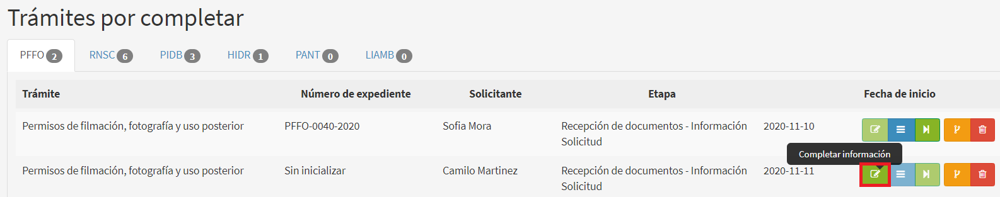 Trámites por completar
PFFO 2 RNSC 6 PIDB 3 HIDR 1 PANT 0 LIAMB 0
Trámite Número de expediente Solicitante Etapa Fecha de inicio
Permisos de filmación, fotografía y uso posterior PFFO-0040-2020 Sofia Mora Recepción de documentos - Información 2020-11-10
Solicitud
Completar información
Permisos de filmación, fotografía y uso posterior Sin inicializar Camilo Martinez Recepción de documentos - Información 2020-11-11
Solicitud